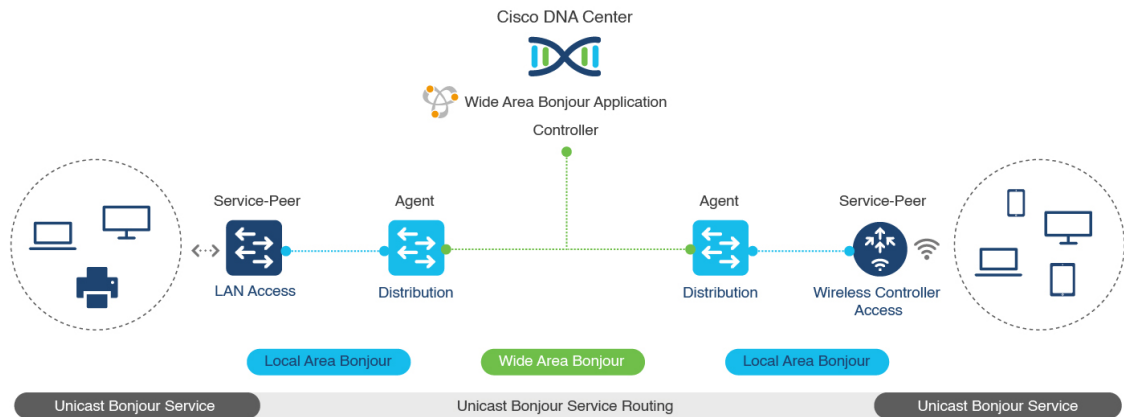 Cisco DNA Center
Wide Area Bonjour Application
Controller
Service-Peer
Agent
Agent
Service-Peer
LAN Access
Distribution
Distribution
Wireless Controller
Access
Local Area Bonjour
Wide Area Bonjour
Local Area Bonjour
Unicast Bonjour Service
Unicast Bonjour Service Routing
Unicast Bonjour Service